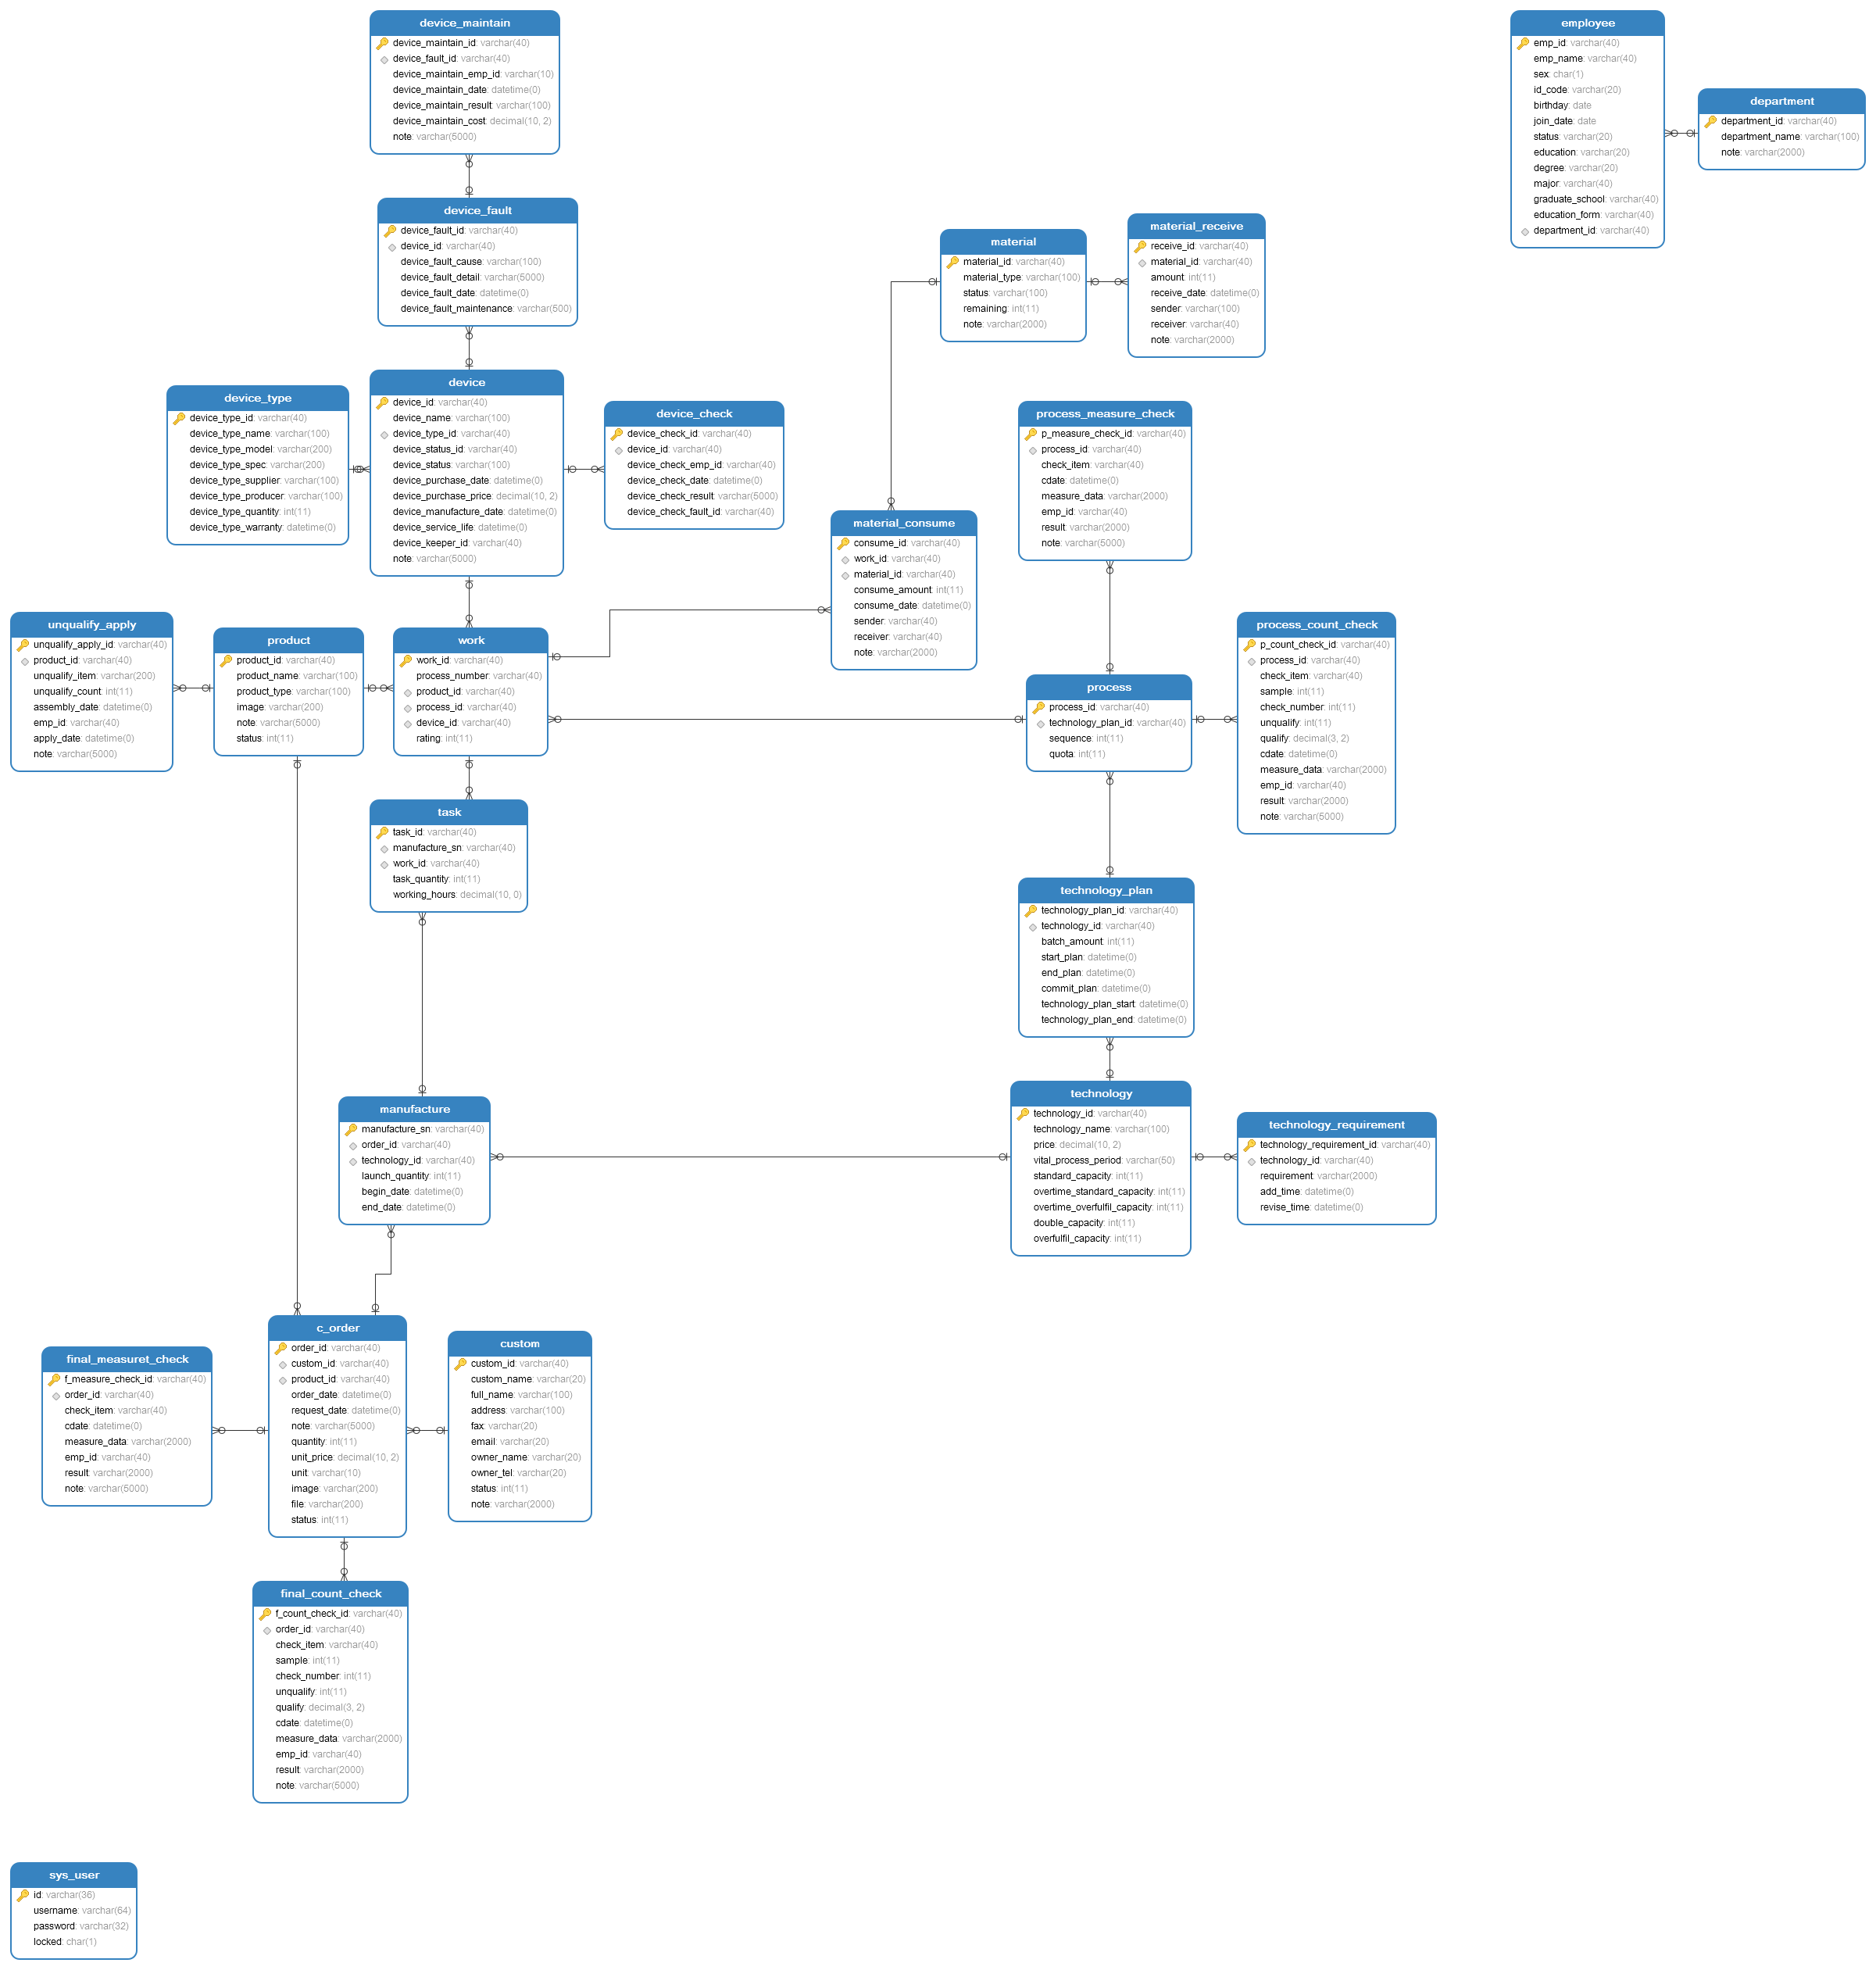 device_maintain
device_maintain_id: varchar(40)
device_fault_id: varchar(40)
device_maintain_emp_id: varchar(10)
device_maintain_date: datetime(0)
device_maintain_result: varchar(100)
device_maintain_cost: decimal(10, 2)
note: varchar(5000)
employee
emp_id: varchar(40)
emp_name: varchar(40)
sex: char(1)
id_code: varchar(20)
birthday: date
join_date: date
status: varchar(20)
education: varchar(20)
degree: varchar(20)
major: varchar(40)
graduate_school: varchar(40)
education_form: varchar(40)
department_id: varchar(40)
department
department_id: varchar(40)
department_name: varchar(100)
note: varchar(2000)
device_fault
device_fault_id: varchar(40)
device_id: varchar(40)
device_fault_cause: varchar(100)
device_fault_detail: varchar(5000)
device_fault_date: datetime(0)
device_fault_maintenance: varchar(500)
material
material_id: varchar(40)
material_type: varchar(100)
status: varchar(100)
remaining: int(11)
note: varchar(2000)
material_receive
receive_id: varchar(40)
material_id: varchar(40)
amount: int(11)
receive_date: datetime(0)
sender: varchar(100)
receiver: varchar(40)
note: varchar(2000)
device_type
device_type_id: varchar(40)
device_type_name: varchar(100)
device_type_model: varchar(200)
device_type_spec: varchar(200)
device_type_supplier: varchar(100)
device_type_producer: varchar(100)
device_type_quantity: int(11)
device_type_warranty: datetime(0)
device
device_id: varchar(40)
device_name: varchar(100)
device_type_id: varchar(40)
device_status_id: varchar(40)
device_status: varchar(100)
device_purchase_date: datetime(0)
device_purchase_price: decimal(10, 2)
device_manufacture_date: datetime(0)
device_service_life: datetime(0)
device_keeper_id: varchar(40)
note: varchar(5000)
device_check
device_check_id: varchar(40)
device_id: varchar(40)
device_check_emp_id: varchar(40)
device_check_date: datetime(0)
device_check_result: varchar(5000)
device_check_fault_id: varchar(40)
process_measure_check
p_measure_check_id: varchar(40)
process_id: varchar(40)
check_item: varchar(40)
cdate: datetime(0)
measure_data: varchar(2000)
emp_id: varchar(40)
result: varchar(2000)
note: varchar(5000)
material_consume
consume_id: varchar(40)
work_id: varchar(40)
material_id: varchar(40)
consume_amount: int(11)
consume_date: datetime(0)
sender: varchar(40)
receiver: varchar(40)
note: varchar(2000)
unqualify_apply
unqualify_apply_id: varchar(40)
product_id: varchar(40)
unqualify_item: varchar(200)
unqualify_count: int(11)
assembly_date: datetime(0)
emp_id: varchar(40)
apply_date: datetime(0)
note: varchar(5000)
product
product_id: varchar(40)
product_name: varchar(100)
product_type: varchar(100)
image: varchar(200)
note: varchar(5000)
status: int(11)
work
work_id: varchar(40)
process_number: varchar(40)
product_id: varchar(40)
process_id: varchar(40)
device_id: varchar(40)
rating: int(11)
process
process_id: varchar(40)
technology_plan_id: varchar(40)
sequence: int(11)
quota: int(11)
process_count_check
p_count_check_id: varchar(40)
process_id: varchar(40)
check_item: varchar(40)
sample: int(11)
check_number: int(11)
unqualify: int(11)
qualify: decimal(3, 2)
cdate: datetime(0)
measure_data: varchar(2000)
emp_id: varchar(40)
result: varchar(2000)
note: varchar(5000)
task
task_id: varchar(40)
manufacture_sn: varchar(40)
work_id: varchar(40)
task_quantity: int(11)
working_hours: decimal(10, 0)
technology_plan
technology_plan_id: varchar(40)
technology_id: varchar(40)
batch_amount: int(11)
start_plan: datetime(0)
end_plan: datetime(0)
commit_plan: datetime(0)
technology_plan_start: datetime(0)
technology_plan_end: datetime(0)
manufacture
manufacture_sn: varchar(40)
order_id: varchar(40)
technology_id: varchar(40)
launch_quantity: int(11)
begin_date: datetime(0)
end_date: datetime(0)
technology
technology_id: varchar(40)
technology_name: varchar(100)
price: decimal(10, 2)
vital_process_period: varchar(50)
standard_capacity: int(11)
overtime_standard_capacity: int(11)
overtime_overfulfil_capacity: int(11)
double_capacity: int(11)
overfulfil_capacity: int(11)
technology_requirement
technology_requirement_id: varchar(40)
technology_id: varchar(40)
requirement: varchar(2000)
add_time: datetime(0)
revise_time: datetime(0)
final_measuret_check
f_measure_check_id: varchar(40)
order_id: varchar(40)
check_item: varchar(40)
cdate: datetime(0)
measure_data: varchar(2000)
emp_id: varchar(40)
result: varchar(2000)
note: varchar(5000)
c_order
order_id: varchar(40)
custom_id: varchar(40)
product_id: varchar(40)
order_date: datetime(0)
request_date: datetime(0)
note: varchar(5000)
quantity: int(11)
unit_price: decimal(10, 2)
unit: varchar(10)
image: varchar(200)
file: varchar(200)
status: int(11)
custom
custom_id: varchar(40)
custom_name: varchar(20)
full_name: varchar(100)
address: varchar(100)
fax: varchar(20)
email: varchar(20)
owner_name: varchar(20)
owner_tel: varchar(20)
status: int(11)
note: varchar(2000)
final_count_check
f_count_check_id: varchar(40)
order_id: varchar(40)
check_item: varchar(40)
sample: int(11)
check_number: int(11)
unqualify: int(11)
qualify: decimal(3, 2)
cdate: datetime(0)
measure_data: varchar(2000)
emp_id: varchar(40)
result: varchar(2000)
note: varchar(5000)
sys_user
id: varchar(36)
username: varchar(64)
password: varchar(32)
locked: char(1)